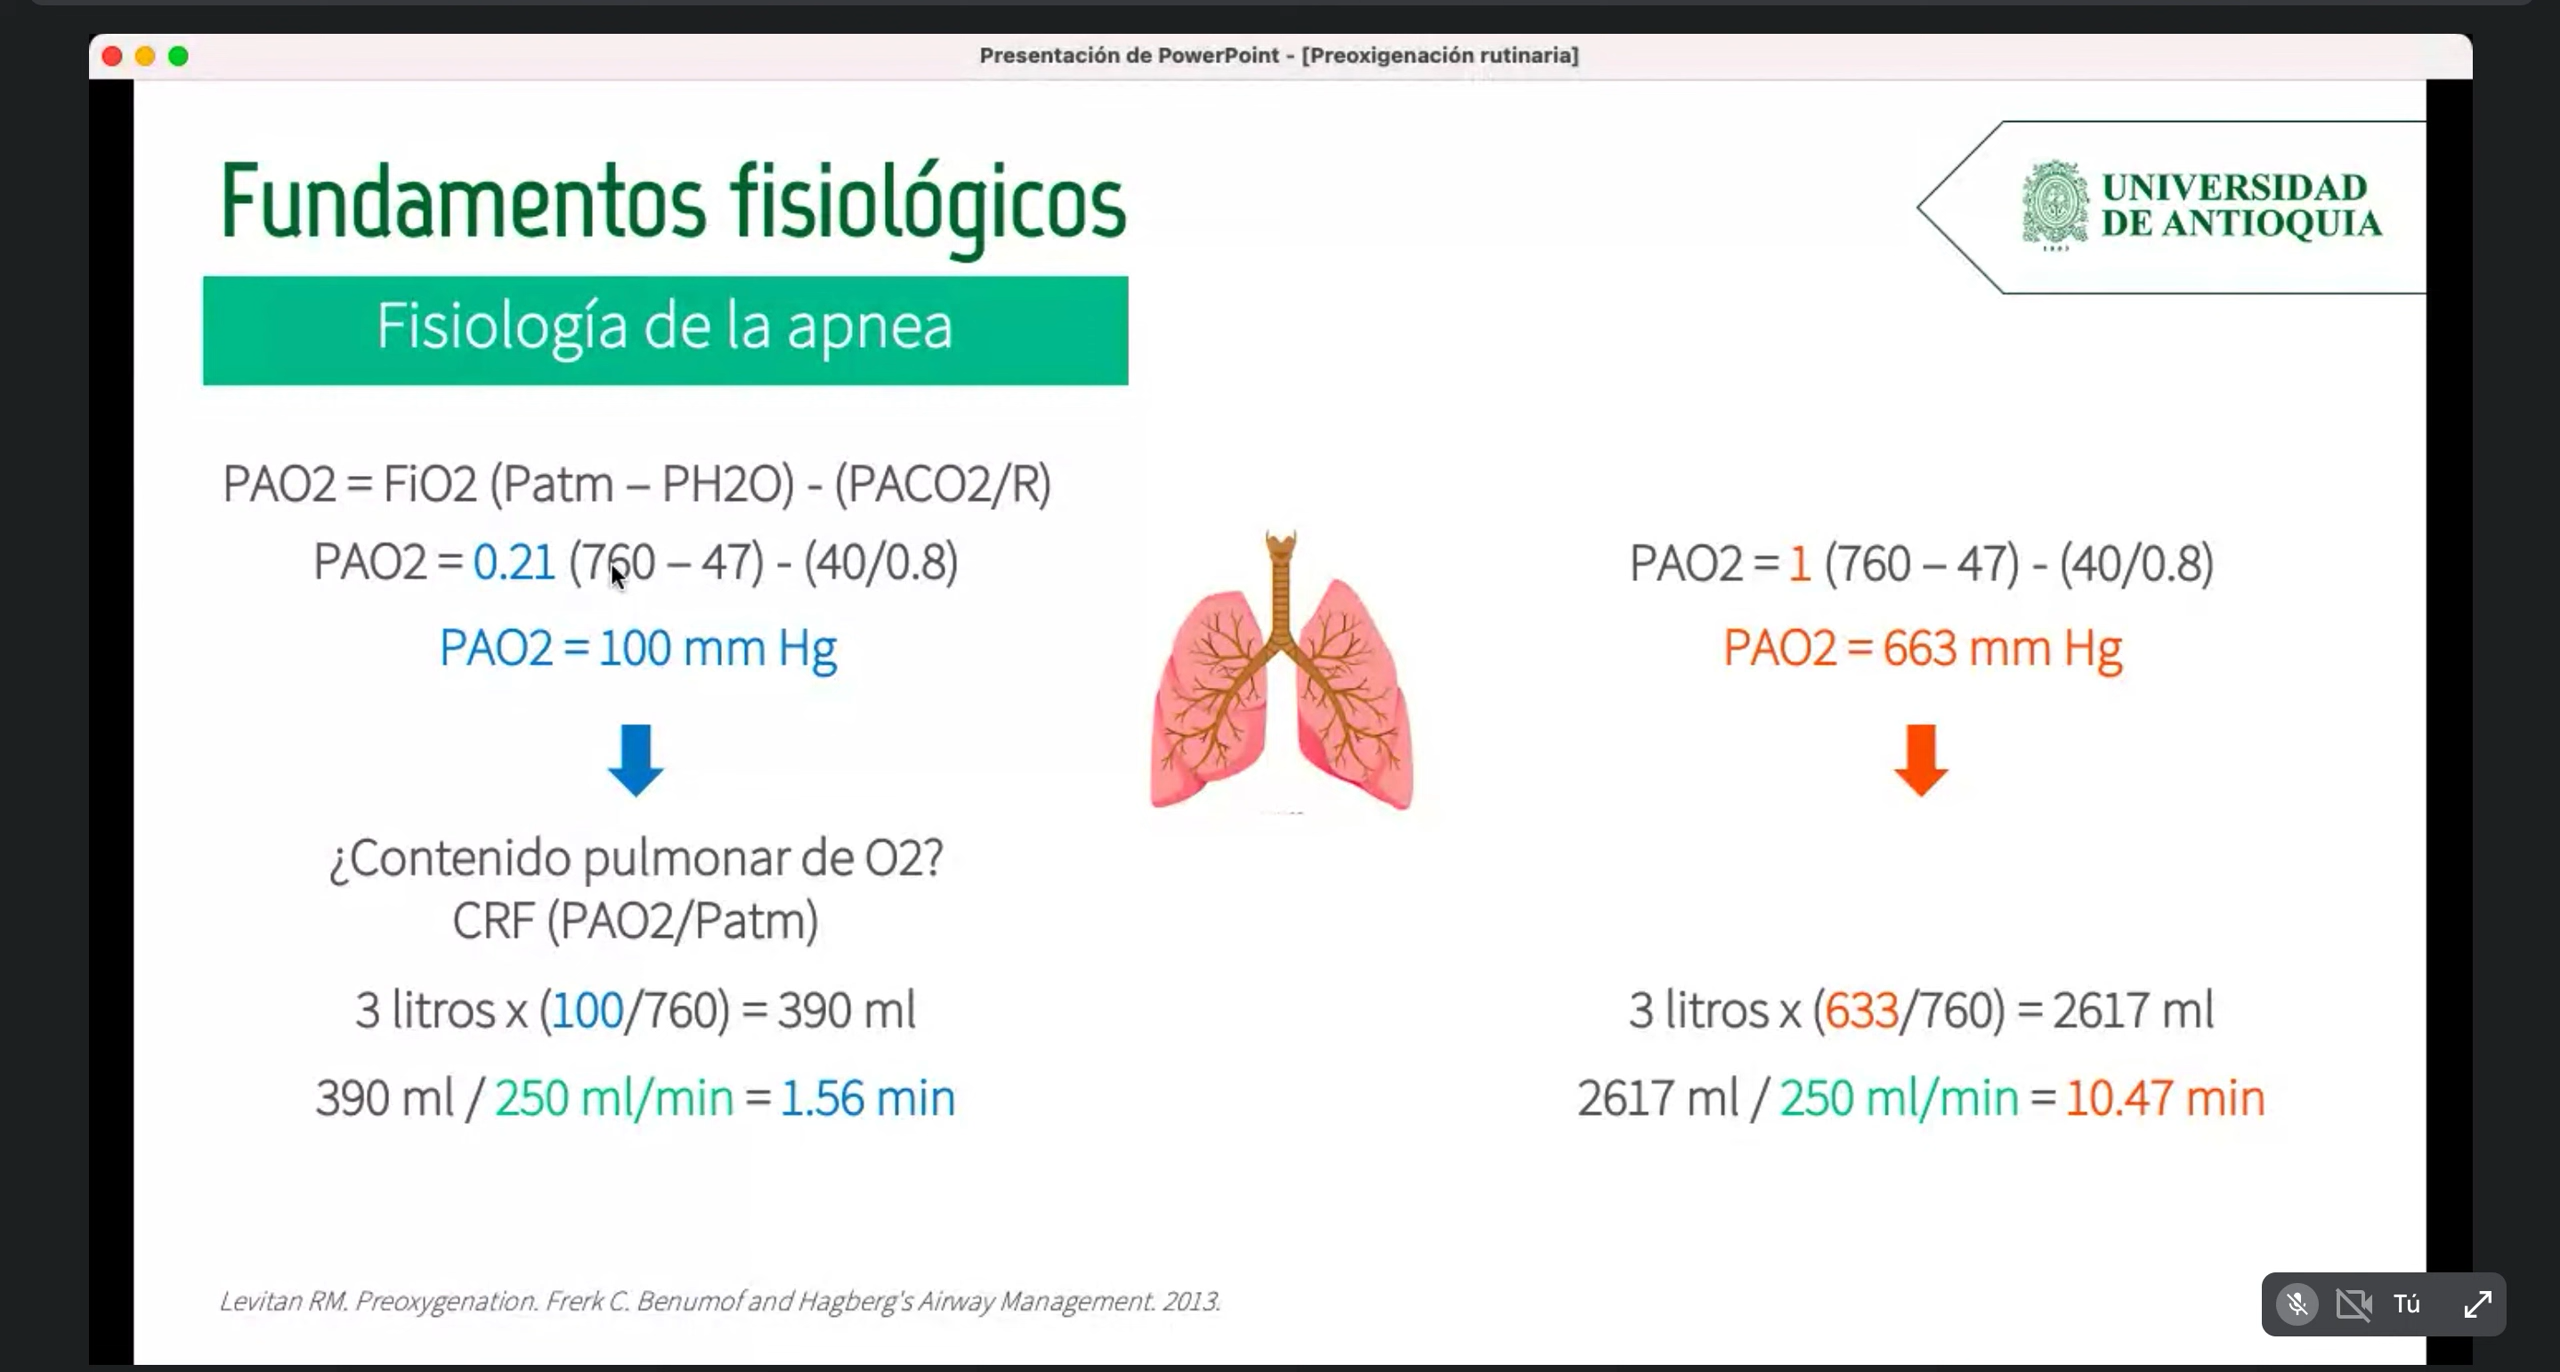 Presentación de PowerPoint - [Preoxigenación rutinaria]
Fundamentos fisiológicos
UNIVERSIDAD
DE ANTIOQUIA
1803
Fisiología de la apnea
PAO2 = FiO2 (Patm – PH2O) - (PACO2/R)
PAO2 = 0.21 (760 – 47) - (40/0.8)
PAO2 = 100 mm Hg
¿Contenido pulmonar de O2?
CRF (PAO2/Patm)
3 litros x (100/760) = 390 ml
390 ml / 250 ml/min = 1.56 min
PAO2 = 1 (760 – 47) - (40/0.8)
PAO2 = 663 mm Hg
3 litros x (633/760) = 2617 ml
2617 ml / 250 ml/min = 10.47 min
Levitan RM. Preoxygenation. Frerk C. Benumof and Hagberg's Airway Management. 2013.
Tú